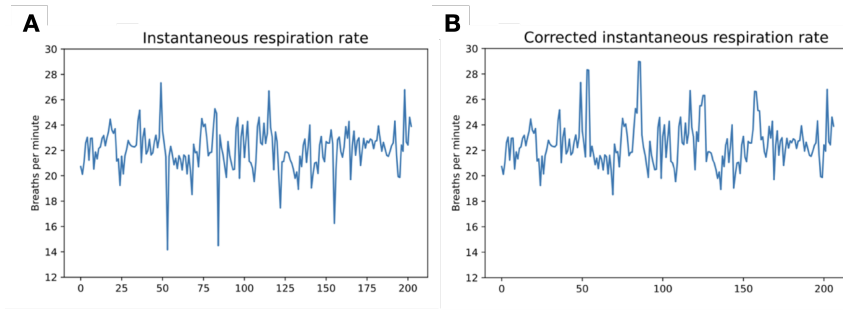 A
Instantaneous respiration rate
Breaths per minute
30
28
26
24
22
20
18
16
14
12
0 25 50 75 100 125 150 175 200
B
Corrected instantaneous respiration rate
Breaths per minute
30
28
26
24
22
20
18
16
14
12
0 50 100 150 200